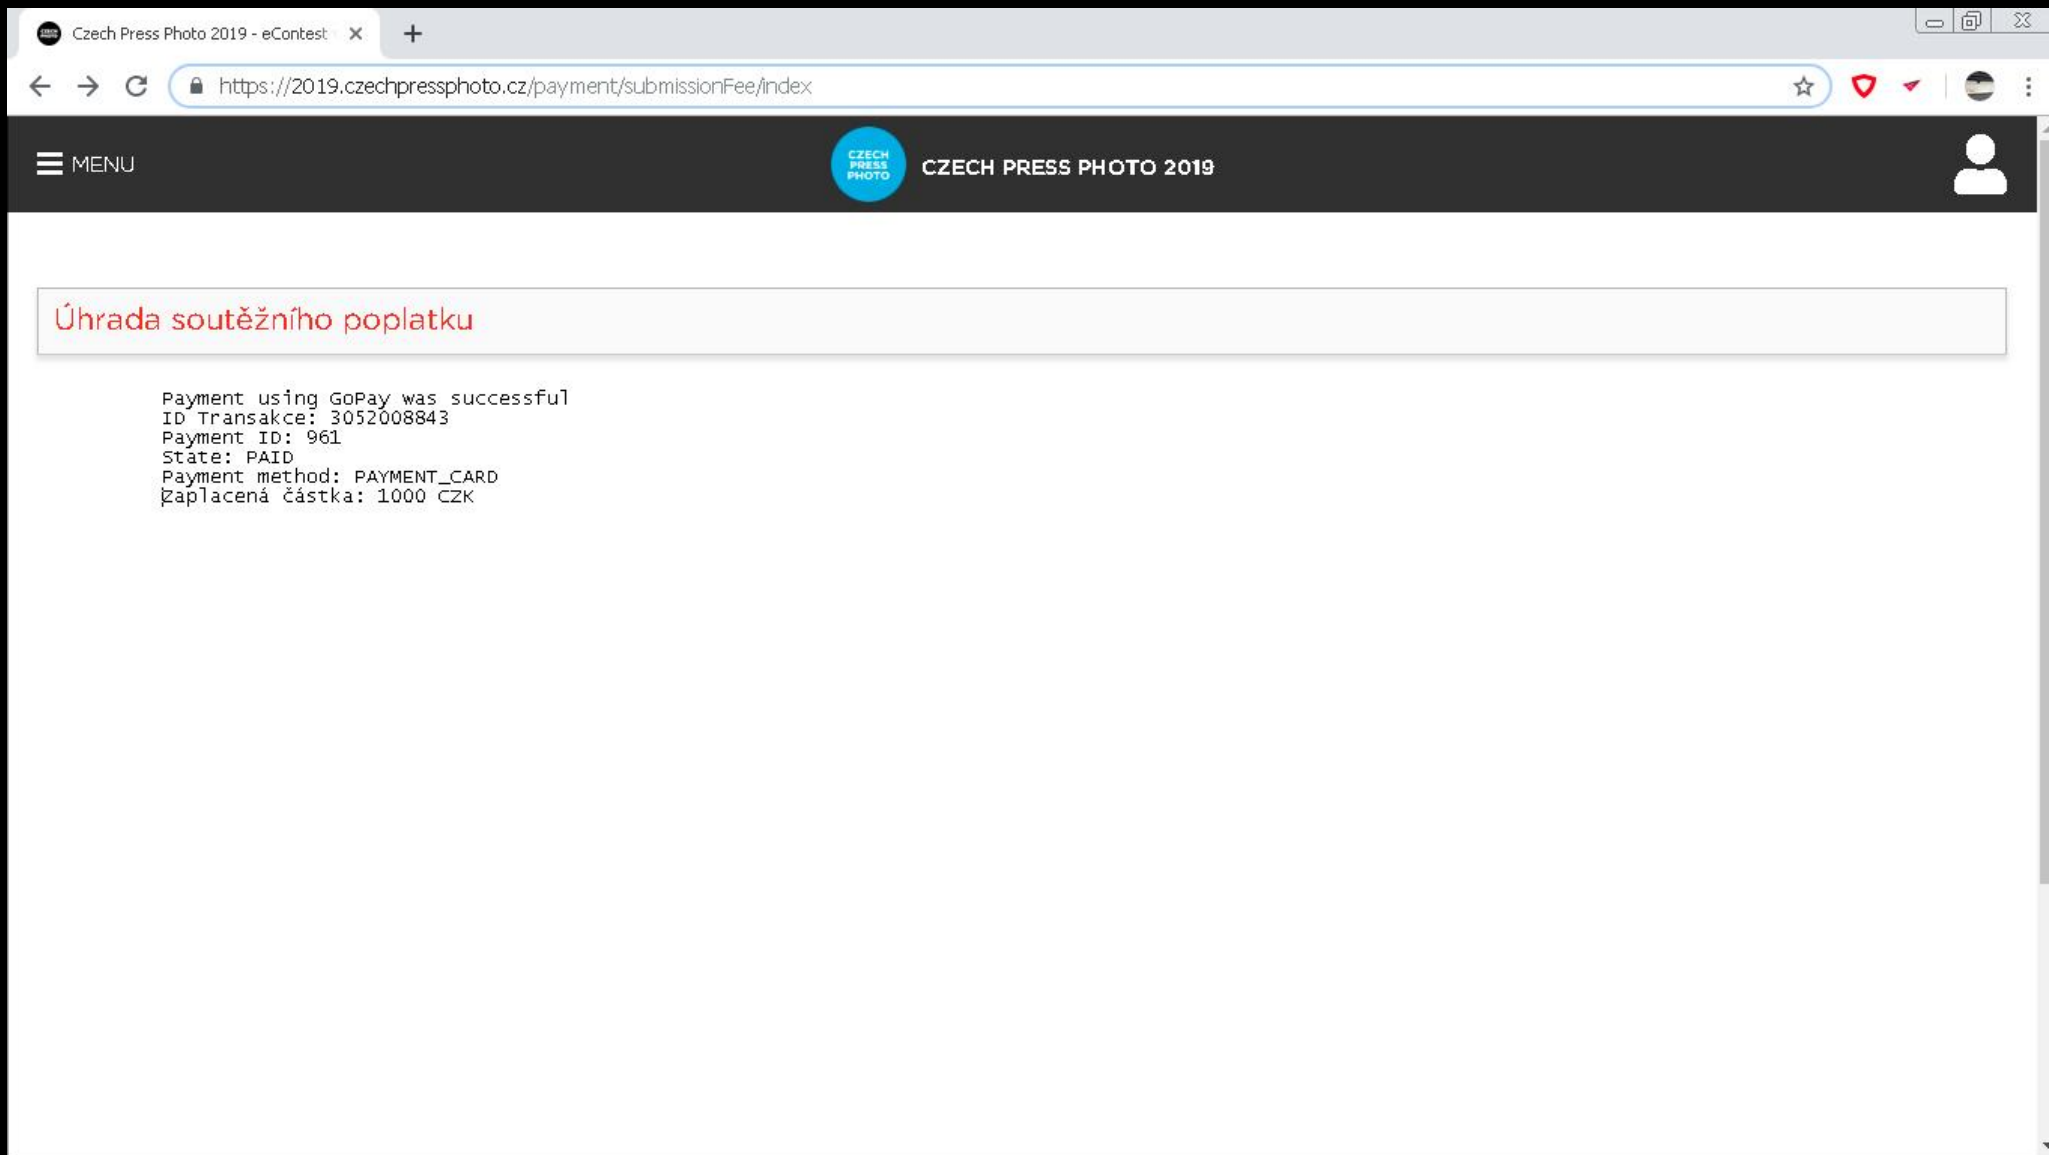 Czech Press Photo 2019 - eContest
https://2019.czechpressphoto.cz/payment/submissionFee/index
MENU
CZECH
PRESS
PHOTO
CZECH PRESS PHOTO 2019
Úhrada soutěžního poplatku
Payment using GoPay was successful
ID Transakce: 3052008843
Payment ID: 961
State: PAID
Payment method: PAYMENT_CARD
Zaplacená částka: 1000 CZK